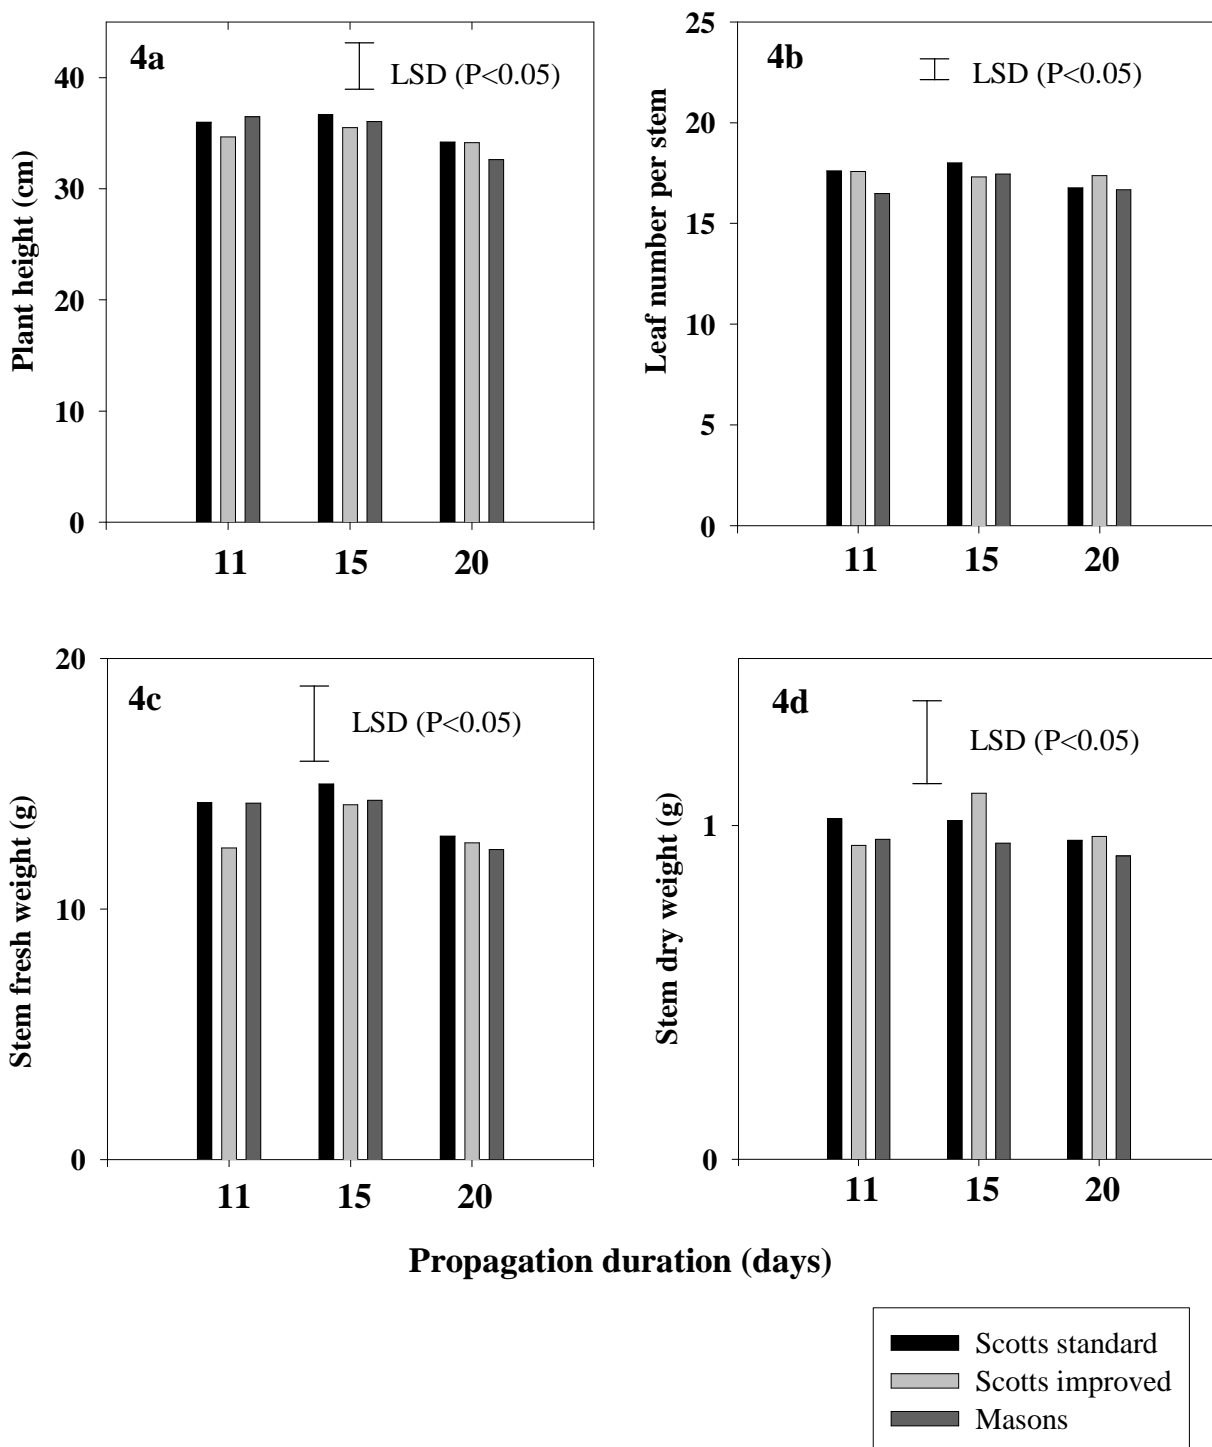 4a
LSD (P<0.05)
Plant height (cm)
40
30
20
10
0
11 15 20
4b
LSD (P<0.05)
Leaf number per stem
25
20
15
10
5
0
11 15 20
4c
LSD (P<0.05)
Stem fresh weight (g)
20
10
0
11 15 20
4d
LSD (P<0.05)
Stem dry weight (g)
1
0
11 15 20
Propagation duration (days)
Scotts standard
Scotts improved
Masons